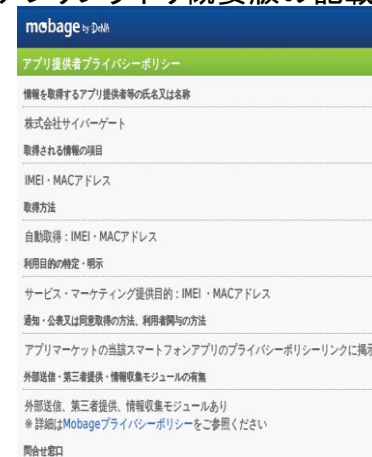 mobage by DeNA
アプリ提供者プライバシーポリシー
情報を取得するアプリ提供者等の氏名又は名称
株式会社サイバーゲート
取得される情報の項目
IMEI・MACアドレス
取得方法
自動取得：IMEI・MACアドレス
利用目的の特定・明示
サービス・マーケティング提供目的：IMEI ・MACアドレス
通知・公表又は同意取得の方法、利用者関与の方法
アプリマーケットの当該スマートフォンアプリのプライバシーポリシーリンクに掲示
外部送信・第三者提供・情報収集モジュールの有無
外部送信、第三者提供、情報収集モジュールあり
※詳細はMobageプライバシーポリシーをご参照ください
問合せ窓口